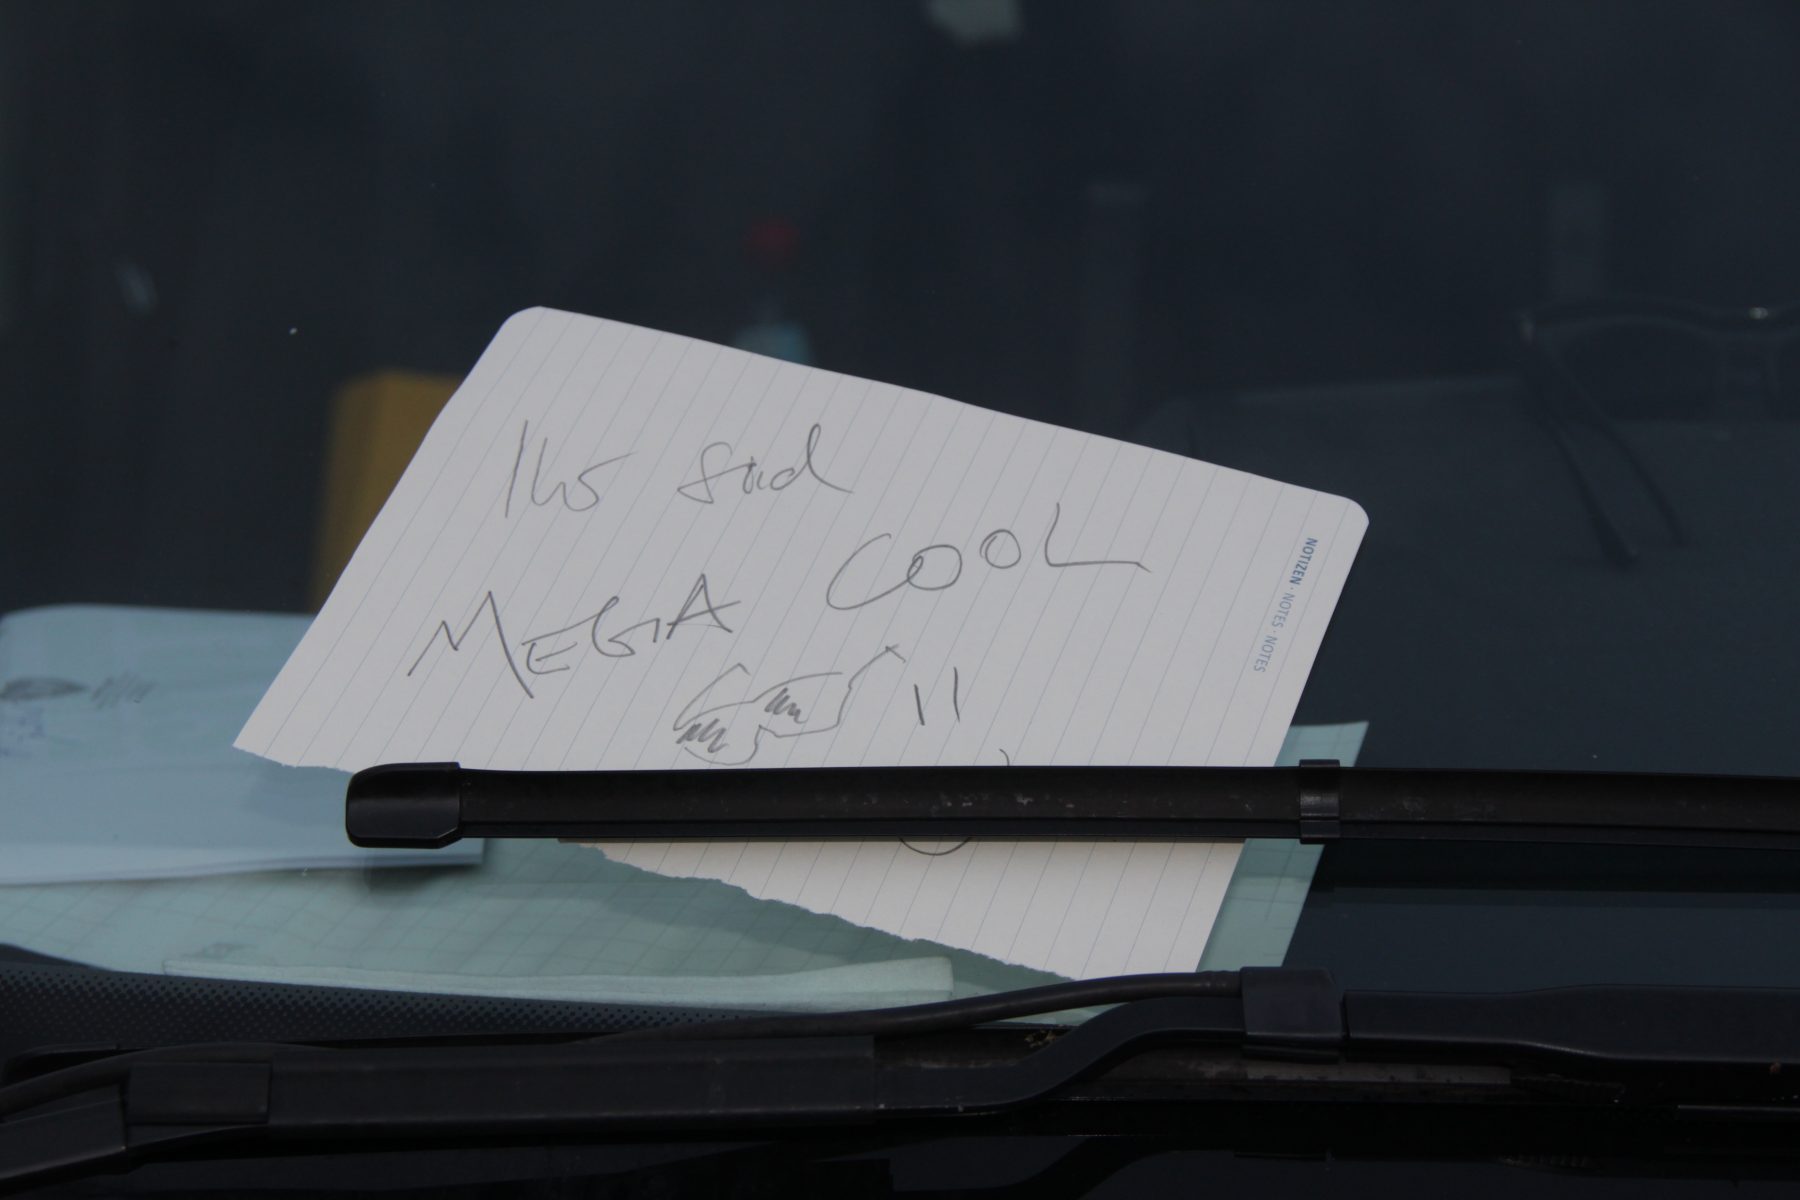 Ihr seid
MEGA COOL
!!
NOTIZEN · NOTES · NOTES